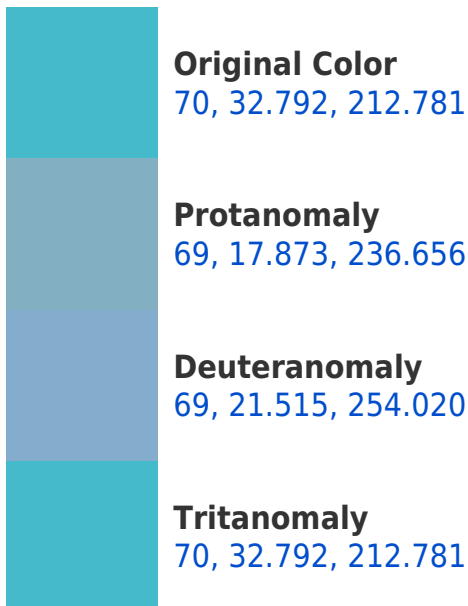 Original Color
70, 32.792, 212.781
Protanomaly
69, 17.873, 236.656
Deuteranomaly
69, 21.515, 254.020
Tritanomaly
70, 32.792, 212.781